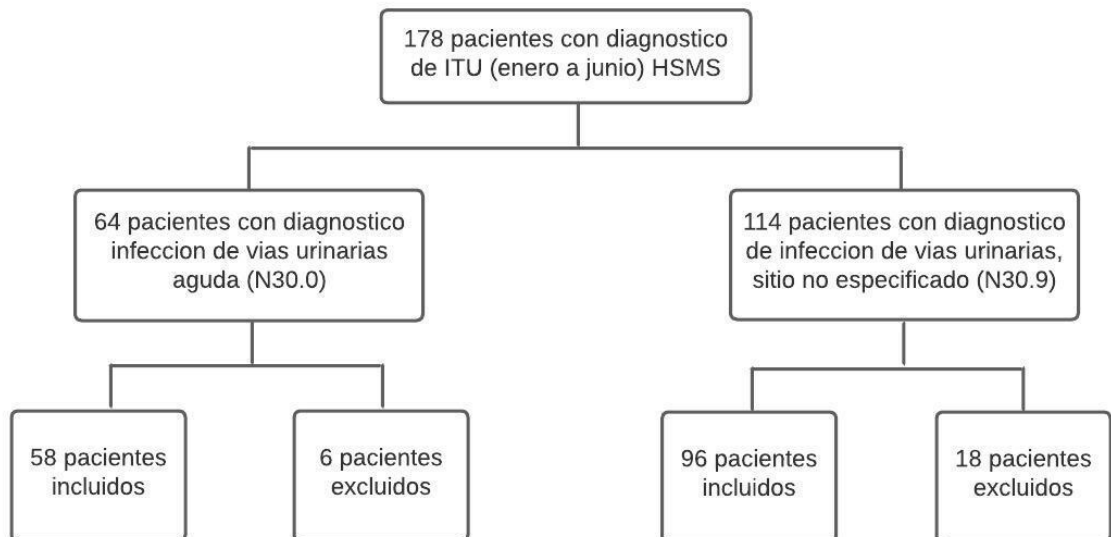 178 pacientes con diagnostico
de ITU (enero a junio) HSMS
64 pacientes con diagnostico
infeccion de vias urinarias
aguda (N30.0)
114 pacientes con diagnostico
de infeccion de vias urinarias,
sitio no especificado (N30.9)
58 pacientes
incluidos
6 pacientes
excluidos
96 pacientes
incluidos
18 pacientes
excluidos